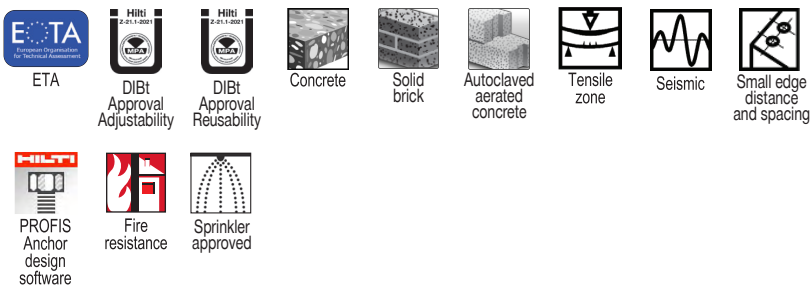 EOTA
European Organisation
for Technical Assessment
ETA
Hilti
Z-21.1-2021
MPA
DIBt
Approval
Adjustability
Hilti
Z-21.1-2021
MPA
DIBt
Approval
Reusability
Concrete
Solid
brick
Autoclaved
aerated
concrete
Tensile
zone
Seismic
Small edge
distance
and spacing
HILTI
PROFIS
Anchor
design
software
Fire
resistance
Sprinkler
approved